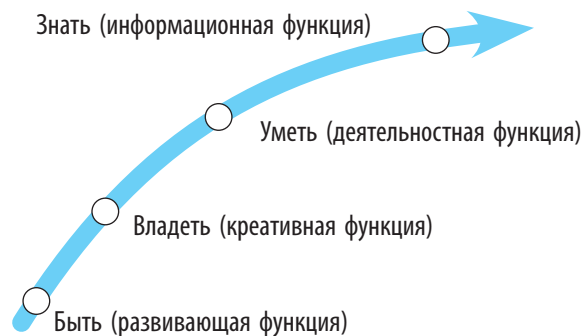 Знать (информационная функция)
Уметь (деятельностная функция)
Владеть (креативная функция)
Быть (развивающая функция)